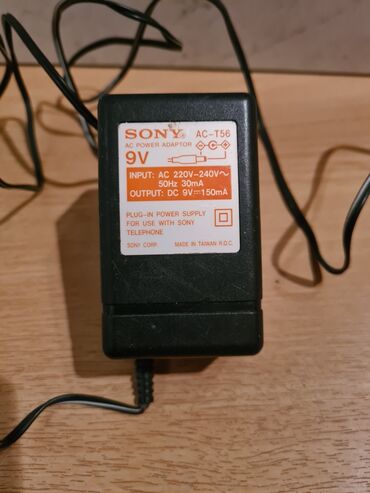 SONY AC-T56
AC POWER ADAPTOR
9V
INPUT: AC 220V-240V~
50Hz 30mA
OUTPUT: DC 9V⎓150mA
PLUG-IN POWER SUPPLY
FOR USE WITH SONY
TELEPHONE
SONY CORP. MADE IN TAIWAN R.O.C.